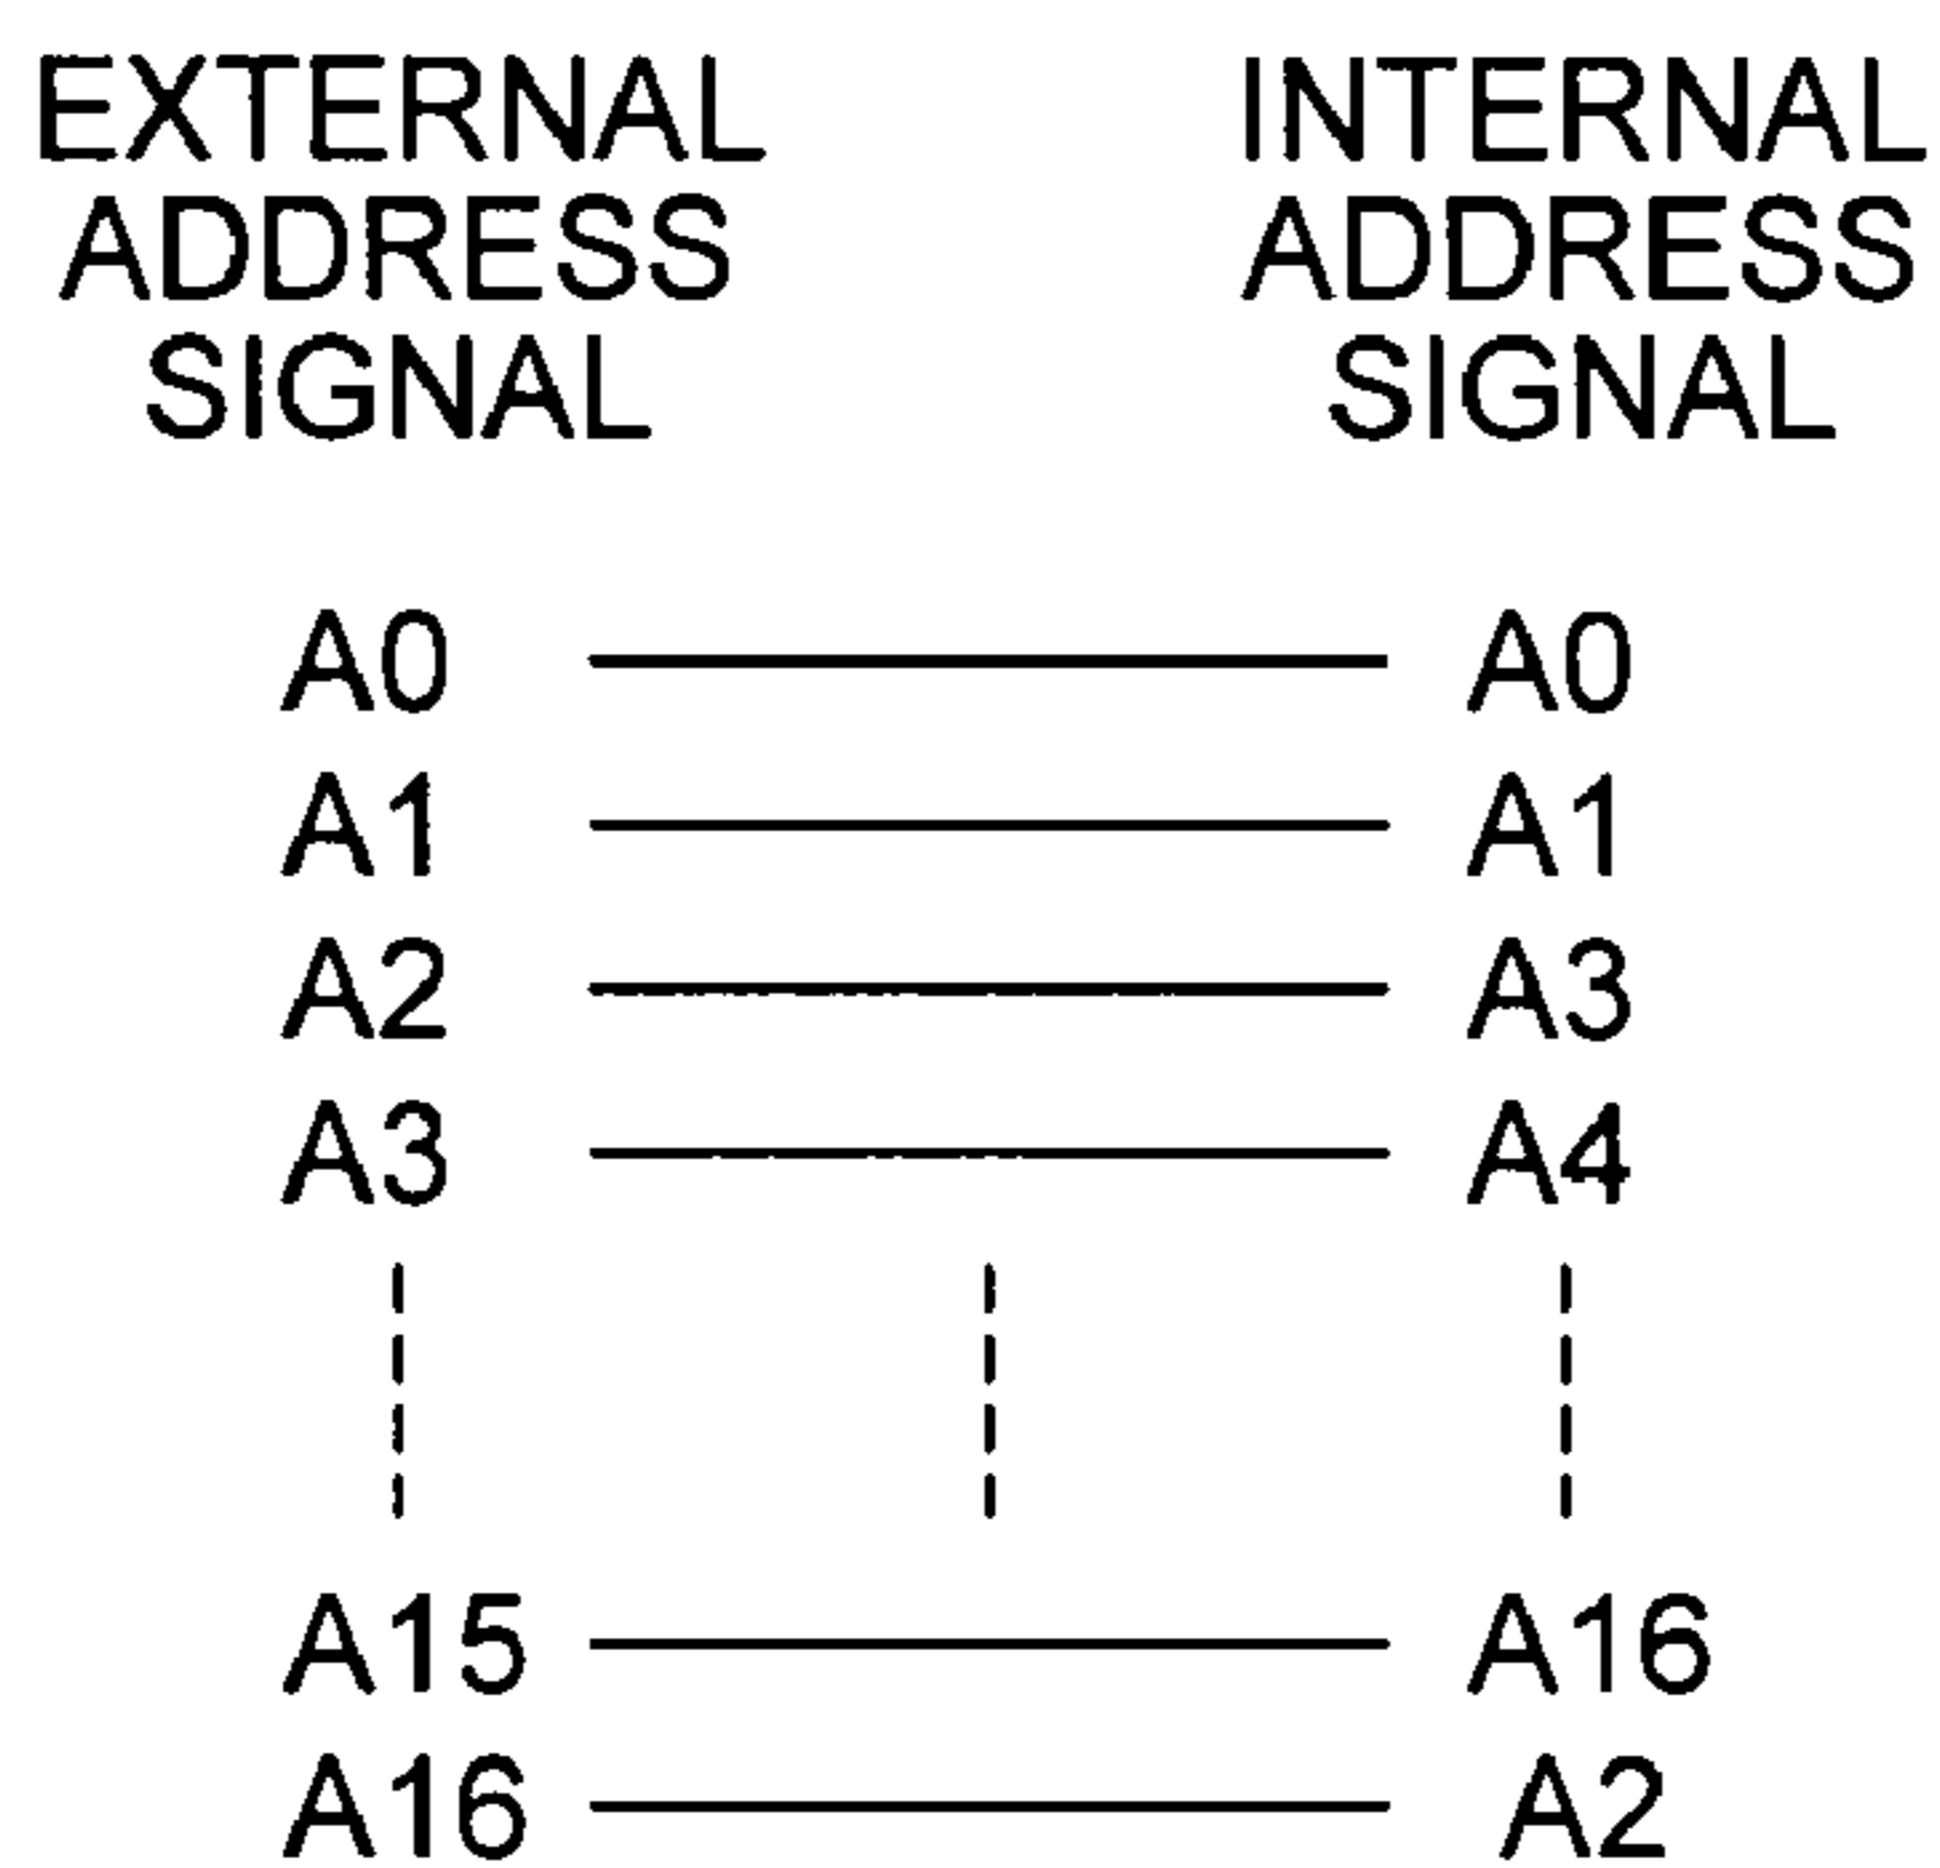 EXTERNAL ADDRESS SIGNAL
INTERNAL ADDRESS SIGNAL
A0 A0
A1 A1
A2 A3
A3 A4
A15 A16
A16 A2